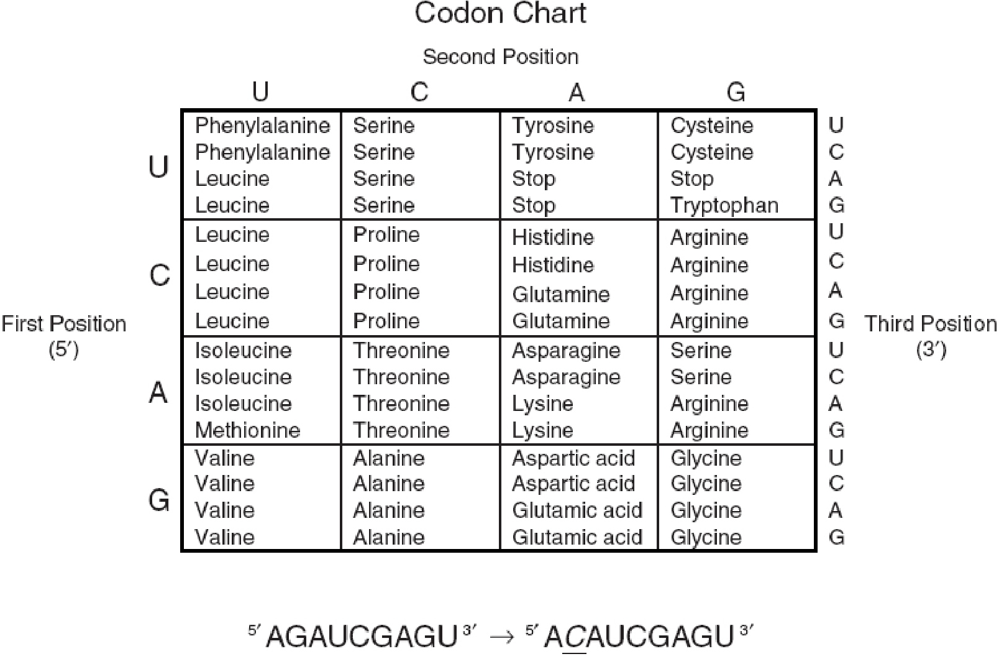 Codon Chart
Second Position
U C A G
Phenylalanine Serine Tyrosine Cysteine U
Phenylalanine Serine Tyrosine Cysteine C
U
Leucine Serine Stop Stop A
Leucine Serine Stop Tryptophan G
Leucine Proline Histidine Arginine U
Leucine Proline Histidine Arginine C
C
Leucine Proline Glutamine Arginine A
Leucine Proline Glutamine Arginine G
First Position
(5′)
Third Position
(3′)
Isoleucine Threonine Asparagine Serine U
Isoleucine Threonine Asparagine Serine C
A
Isoleucine Threonine Lysine Arginine A
Methionine Threonine Lysine Arginine G
Valine Alanine Aspartic acid Glycine U
Valine Alanine Aspartic acid Glycine C
G
Valine Alanine Glutamic acid Glycine A
Valine Alanine Glutamic acid Glycine G
5′ AGAUCGAGU 3′ → 5′ ACAUCGAGU 3′